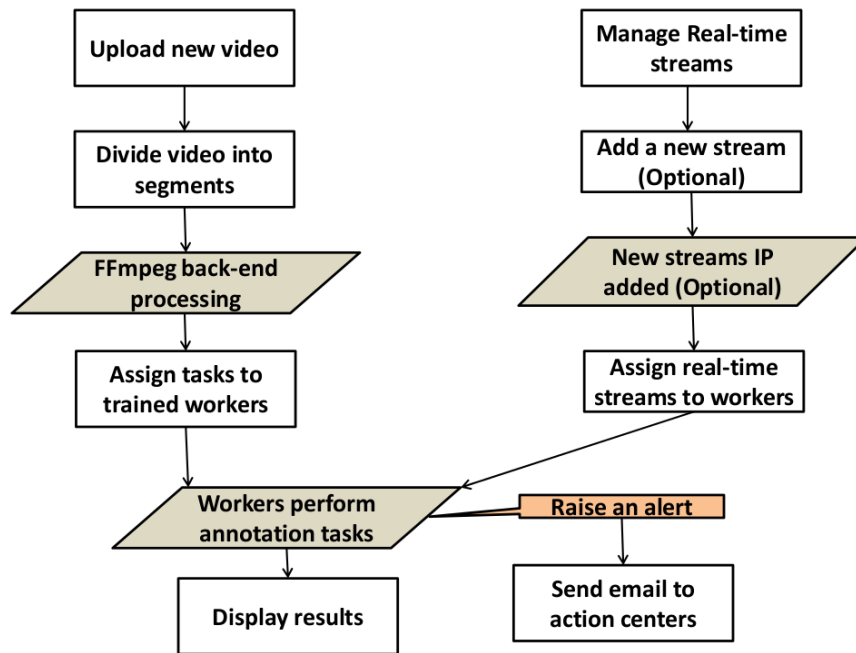 Upload new video
Manage Real-time
streams
Divide video into
segments
Add a new stream
(Optional)
FFmpeg back-end
processing
New streams IP
added (Optional)
Assign tasks to
trained workers
Assign real-time
streams to workers
Workers perform
annotation tasks
Raise an alert
Display results
Send email to
action centers